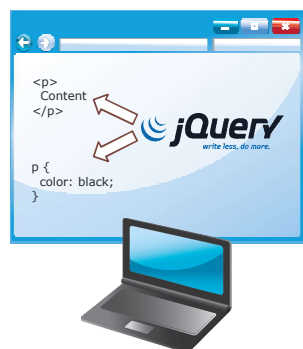 <p>
Content
</p>
jQuery
write less, do more.
p {
color: black;
}